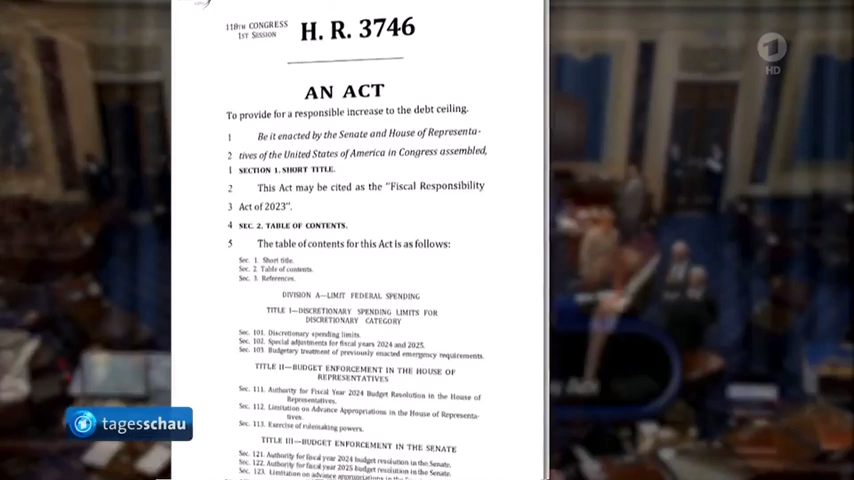 118TH CONGRESS
1ST SESSION
H. R. 3746
AN ACT
To provide for a responsible increase to the debt ceiling.
1 Be it enacted by the Senate and House of Representa-
2 tives of the United States of America in Congress assembled,
1 SECTION 1. SHORT TITLE.
2 This Act may be cited as the "Fiscal Responsibility
3 Act of 2023".
4 SEC. 2. TABLE OF CONTENTS.
5 The table of contents for this Act is as follows:
Sec. 1. Short title.
Sec. 2. Table of contents.
Sec. 3. References.
DIVISION A—LIMIT FEDERAL SPENDING
TITLE I—DISCRETIONARY SPENDING LIMITS FOR
DISCRETIONARY CATEGORY
Sec. 101. Discretionary spending limits.
Sec. 102. Special adjustments for fiscal years 2024 and 2025.
Sec. 103. Budgetary treatment of previously enacted emergency requirements.
TITLE II—BUDGET ENFORCEMENT IN THE HOUSE OF
REPRESENTATIVES
Sec. 111. Authority for Fiscal Year 2024 Budget Resolution in the House of
Representatives.
Sec. 112. Limitation on Advance Appropriations in the House of Representa-
tives.
Sec. 113. Exercise of rulemaking powers.
TITLE III—BUDGET ENFORCEMENT IN THE SENATE
Sec. 121. Authority for fiscal year 2024 budget resolution in the Senate.
Sec. 122. Authority for fiscal year 2025 budget resolution in the Senate.
Sec. 123. Limitation on advance appropriations in the
1
HD
tagesschau